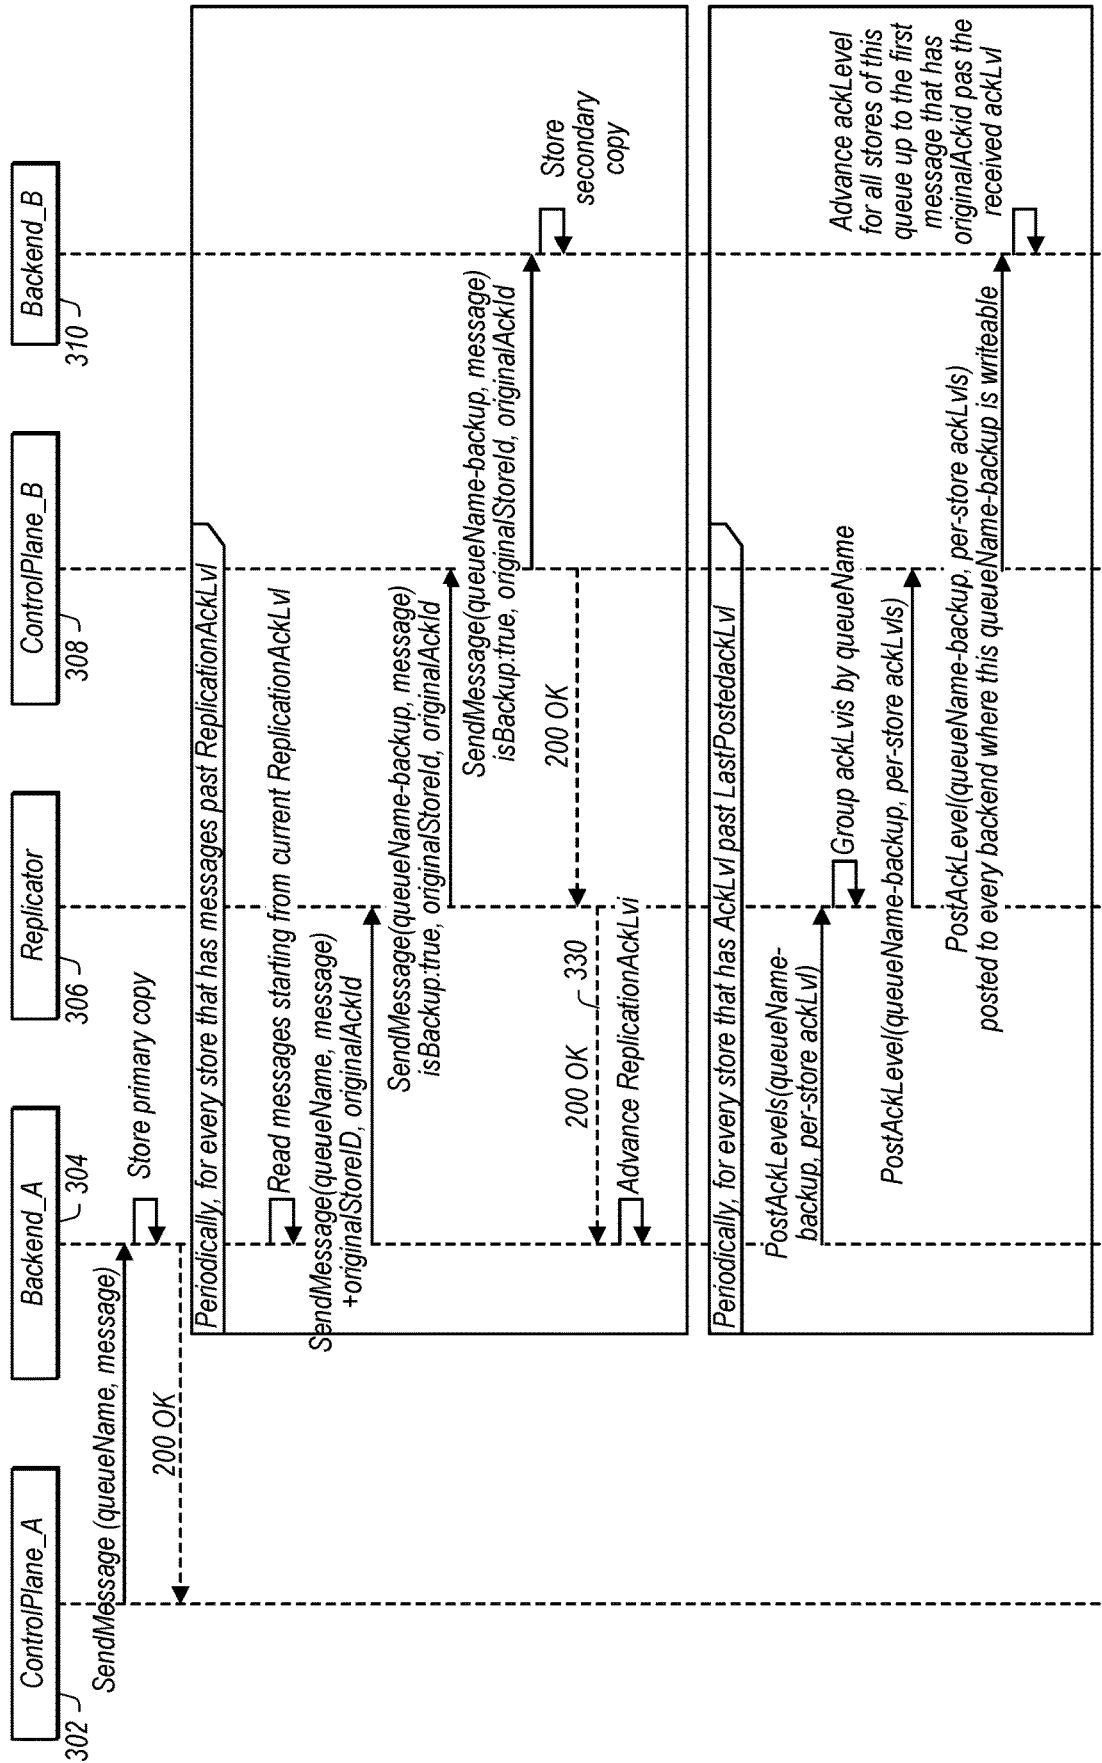 ControlPlane_A
302
Backend_A
304
Replicator
306
ControlPlane_B
308
Backend_B
310
SendMessage (queueName, message)
Store primary copy
200 OK
Periodically, for every store that has messages past ReplicationAckLvl
Read messages starting from current ReplicationAckLvl
SendMessage(queueName, message)
+originalStoreID, originalAckId
SendMessage(queueName-backup, message)
isBackup:true, originalStoreId, originalAckId
SendMessage(queueName-backup, message)
isBackup:true, originalStoreId, originalAckId
Store
secondary
copy
200 OK
200 OK
330
Advance ReplicationAckLvi
Periodically, for every store that has AckLvl past LastPostedackLvl
PostAckLevels(queueName-
backup, per-store ackLvl)
Group ackLvis by queueName
PostAckLevel(queueName-backup, per-store ackLvls)
PostAckLevel(queueName-backup, per-store ackLvls)
posted to every backend where this queueName-backup is writeable
Advance ackLevel
for all stores of this
queue up to the first
message that has
originalAckid pas the
received ackLvl